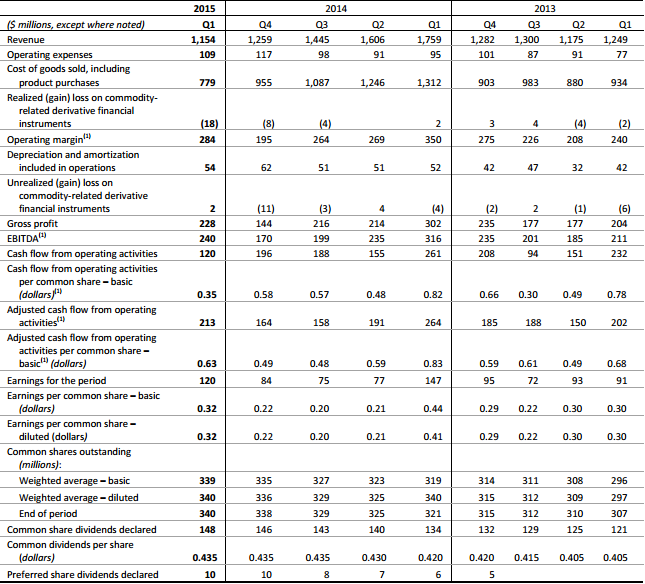 2015 2014 2013
($ millions, except where noted) Q1 Q4 Q3 Q2 Q1 Q4 Q3 Q2 Q1
Revenue 1,154 1,259 1,445 1,606 1,759 1,282 1,300 1,175 1,249
Operating expenses 109 117 98 91 95 101 87 91 77
Cost of goods sold, including
product purchases 779 955 1,087 1,246 1,312 903 983 880 934
Realized (gain) loss on commodity-
related derivative financial
instruments (18) (8) (4) 2 3 4 (4) (2)
Operating margin(1) 284 195 264 269 350 275 226 208 240
Depreciation and amortization
included in operations 54 62 51 51 52 42 47 32 42
Unrealized (gain) loss on
commodity-related derivative
financial instruments 2 (11) (3) 4 (4) (2) 2 (1) (6)
Gross profit 228 144 216 214 302 235 177 177 204
EBITDA(1) 240 170 199 235 316 235 201 185 211
Cash flow from operating activities 120 196 188 155 261 208 94 151 232
Cash flow from operating activities
per common share – basic
(dollars)(1) 0.35 0.58 0.57 0.48 0.82 0.66 0.30 0.49 0.78
Adjusted cash flow from operating
activities(1) 213 164 158 191 264 185 188 150 202
Adjusted cash flow from operating
activities per common share –
basic(1) (dollars) 0.63 0.49 0.48 0.59 0.83 0.59 0.61 0.49 0.68
Earnings for the period 120 84 75 77 147 95 72 93 91
Earnings per common share – basic
(dollars) 0.32 0.22 0.20 0.21 0.44 0.29 0.22 0.30 0.30
Earnings per common share –
diluted (dollars) 0.32 0.22 0.20 0.21 0.41 0.29 0.22 0.30 0.30
Common shares outstanding
(millions):
Weighted average – basic 339 335 327 323 319 314 311 308 296
Weighted average – diluted 340 336 329 325 340 315 312 309 297
End of period 340 338 329 325 321 315 312 310 307
Common share dividends declared 148 146 143 140 134 132 129 125 121
Common dividends per share
(dollars) 0.435 0.435 0.435 0.430 0.420 0.420 0.415 0.405 0.405
Preferred share dividends declared 10 10 8 7 6 5